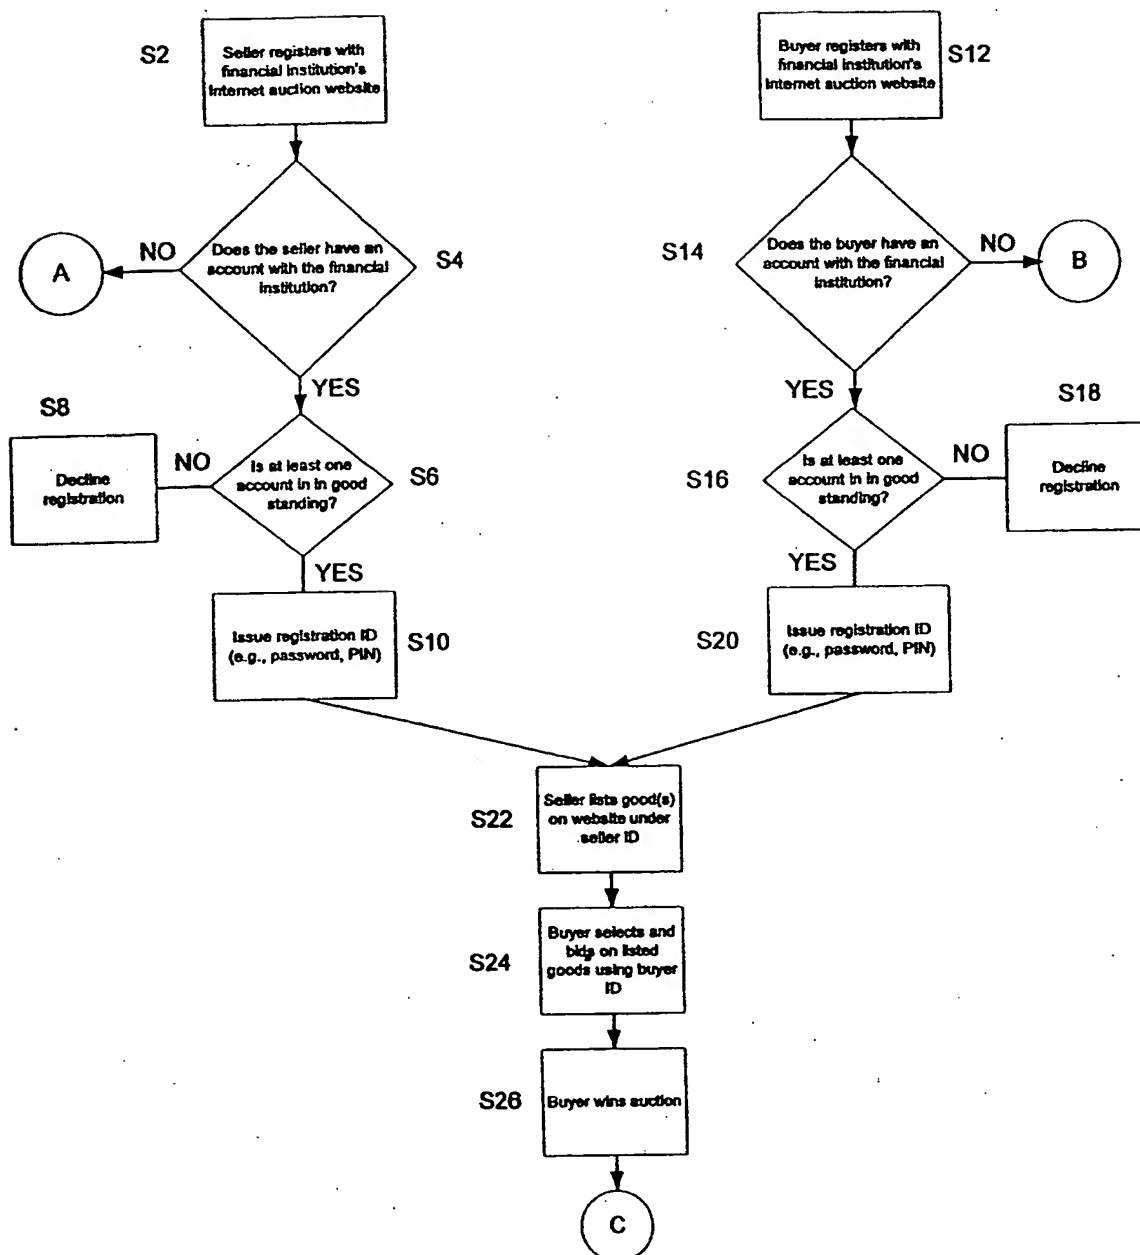 S2
Seller registers with
financial institution's
Internet auction website
Buyer registers with
financial institution's
Internet auction website
S12
A
NO
Does the seller have an
account with the financial
institution?
S4
S14
Does the buyer have an
account with the financial
institution?
NO
B
YES
YES
S8
Decline
registration
NO
Is at least one
account in in good
standing?
S6
S16
Is at least one
account in in good
standing?
NO
S18
Decline
registration
YES
YES
Issue registration ID
(e.g., password, PIN)
S10
S20
Issue registration ID
(e.g., password, PIN)
S22
Seller lists good(s)
on website under
seller ID
S24
Buyer selects and
bids on listed
goods using buyer
ID
S26
Buyer wins auction
C